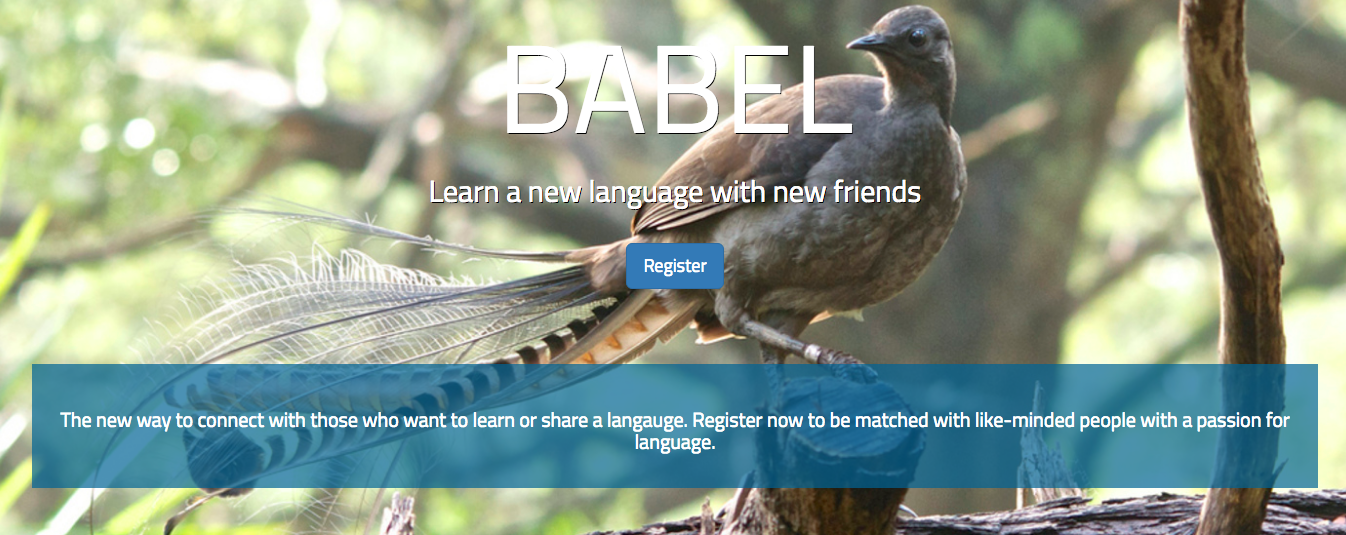 BABEL
Learn a new language with new friends
Register
The new way to connect with those who want to learn or share a langauge. Register now to be matched with like-minded people with a passion for
language.